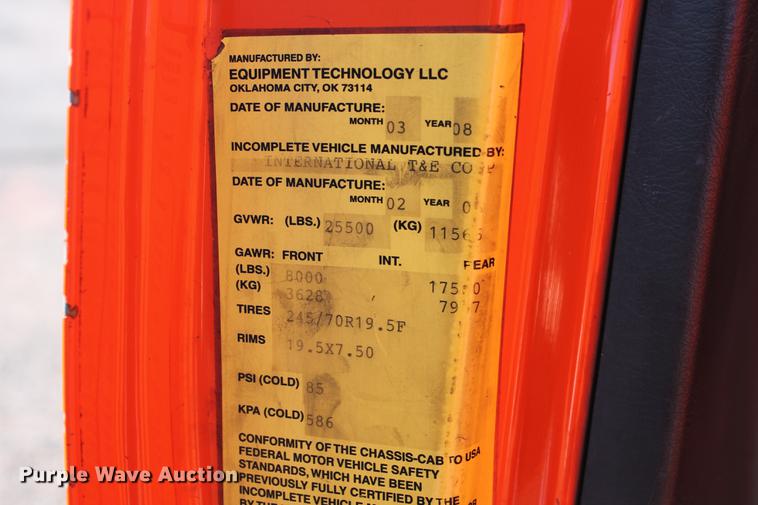 MANUFACTURED BY:
EQUIPMENT TECHNOLOGY LLC
OKLAHOMA CITY, OK 73114
DATE OF MANUFACTURE:
MONTH 03 YEAR 08
INCOMPLETE VEHICLE MANUFACTURED BY:
INTERNATIONAL T&E
DATE OF MANUFACTURE:
MONTH 02 YEAR
GVWR: (LBS.) 25500 (KG)
GAWR: FRONT INT. REAR
(LBS.) 8000
(KG) 3628
TIRES 245/70R19.5F
RIMS 19.5X7.50
PSI (COLD) 85
KPA (COLD) 586
CONFORMITY OF THE CHASSIS-CAB TO USA
FEDERAL MOTOR VEHICLE SAFETY
STANDARDS, WHICH HAVE BEEN
PREVIOUSLY FULLY CERTIFIED BY THE
INCOMPLETE VEHICLE
Purple Wave Auction